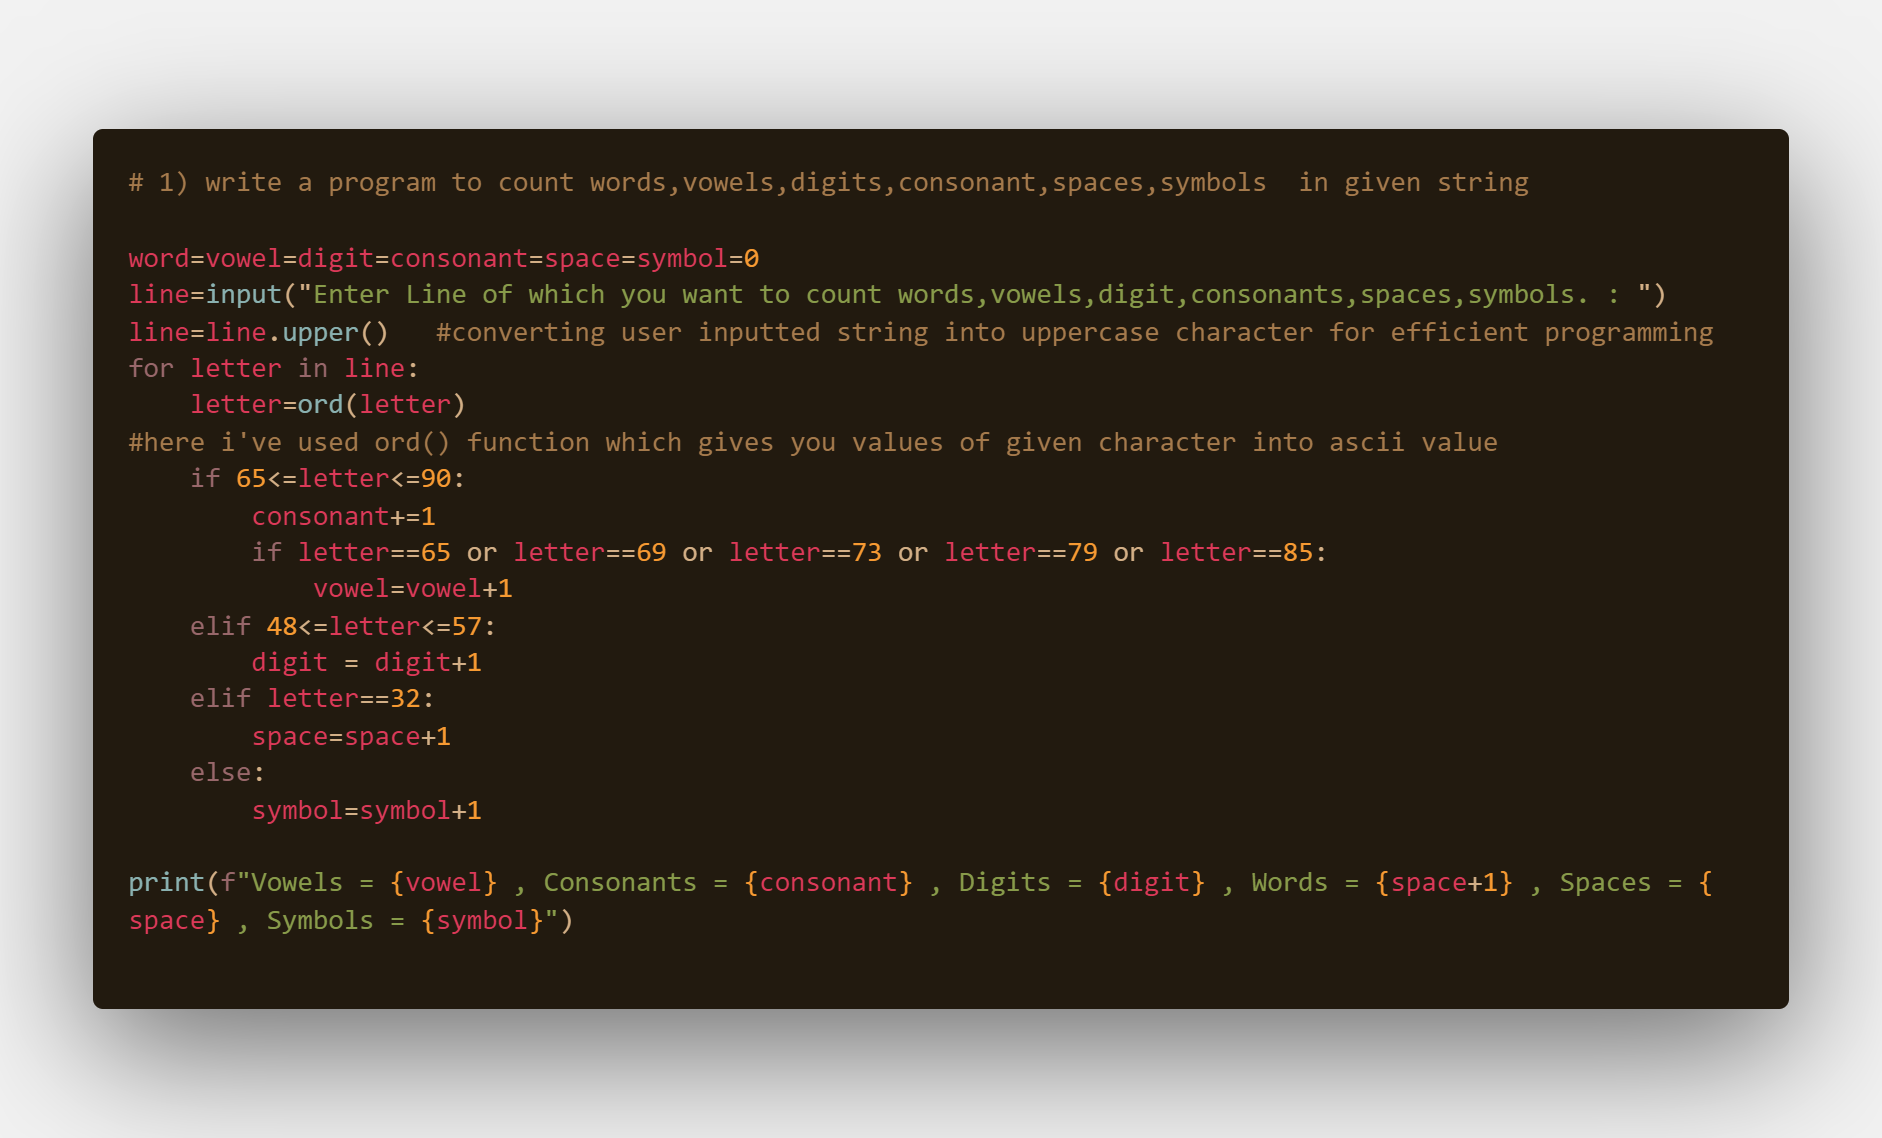 # 1) write a program to count words,vowels,digits,consonant,spaces,symbols  in given string

word=vowel=digit=consonant=space=symbol=0
line=input("Enter Line of which you want to count words,vowels,digit,consonants,spaces,symbols. : ")
line=line.upper()   #converting user inputted string into uppercase character for efficient programming
for letter in line:
    letter=ord(letter)
#here i've used ord() function which gives you values of given character into ascii value
    if 65<=letter<=90:
        consonant+=1
        if letter==65 or letter==69 or letter==73 or letter==79 or letter==85:
            vowel=vowel+1
    elif 48<=letter<=57:
        digit = digit+1
    elif letter==32:
        space=space+1
    else:
        symbol=symbol+1

print(f"Vowels = {vowel} , Consonants = {consonant} , Digits = {digit} , Words = {space+1} , Spaces = {
space} , Symbols = {symbol}")